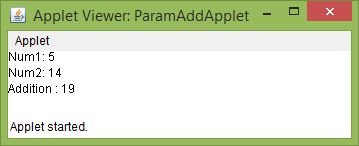 Applet Viewer: ParamAddApplet
Applet
Num1: 5
Num2: 14
Addition : 19
Applet started.